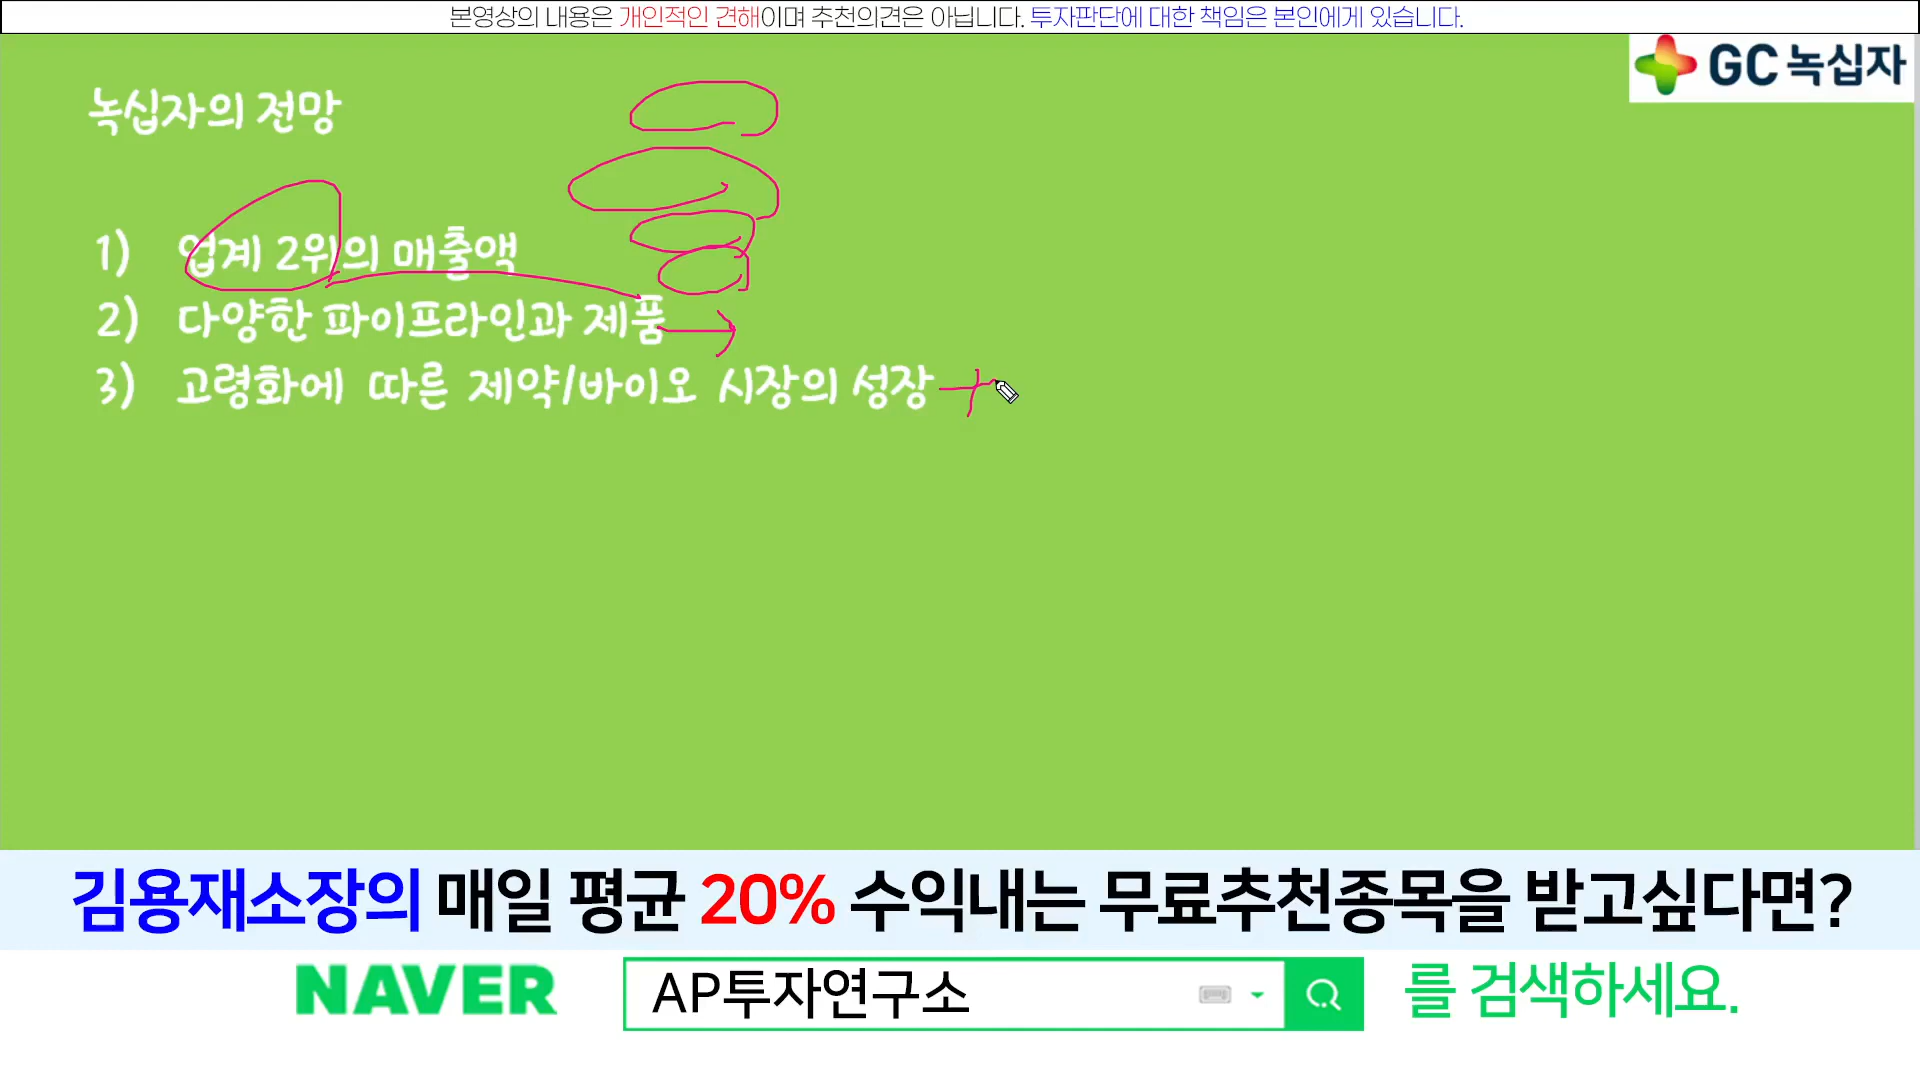 본영상의 내용은 개인적인 견해이며 추천의견은 아닙니다. 투자판단에 대한 책임은 본인에게 있습니다.
GC녹십자
녹십자의 전망
1) 업계 2위의 매출액
2) 다양한 파이프라인과 제품
3) 고령화에 따른 제약/바이오 시장의 성장
김용재소장의 매일 평균 20% 수익내는 무료추천종목을 받고싶다면?
NAVER AP투자연구소 를 검색하세요.